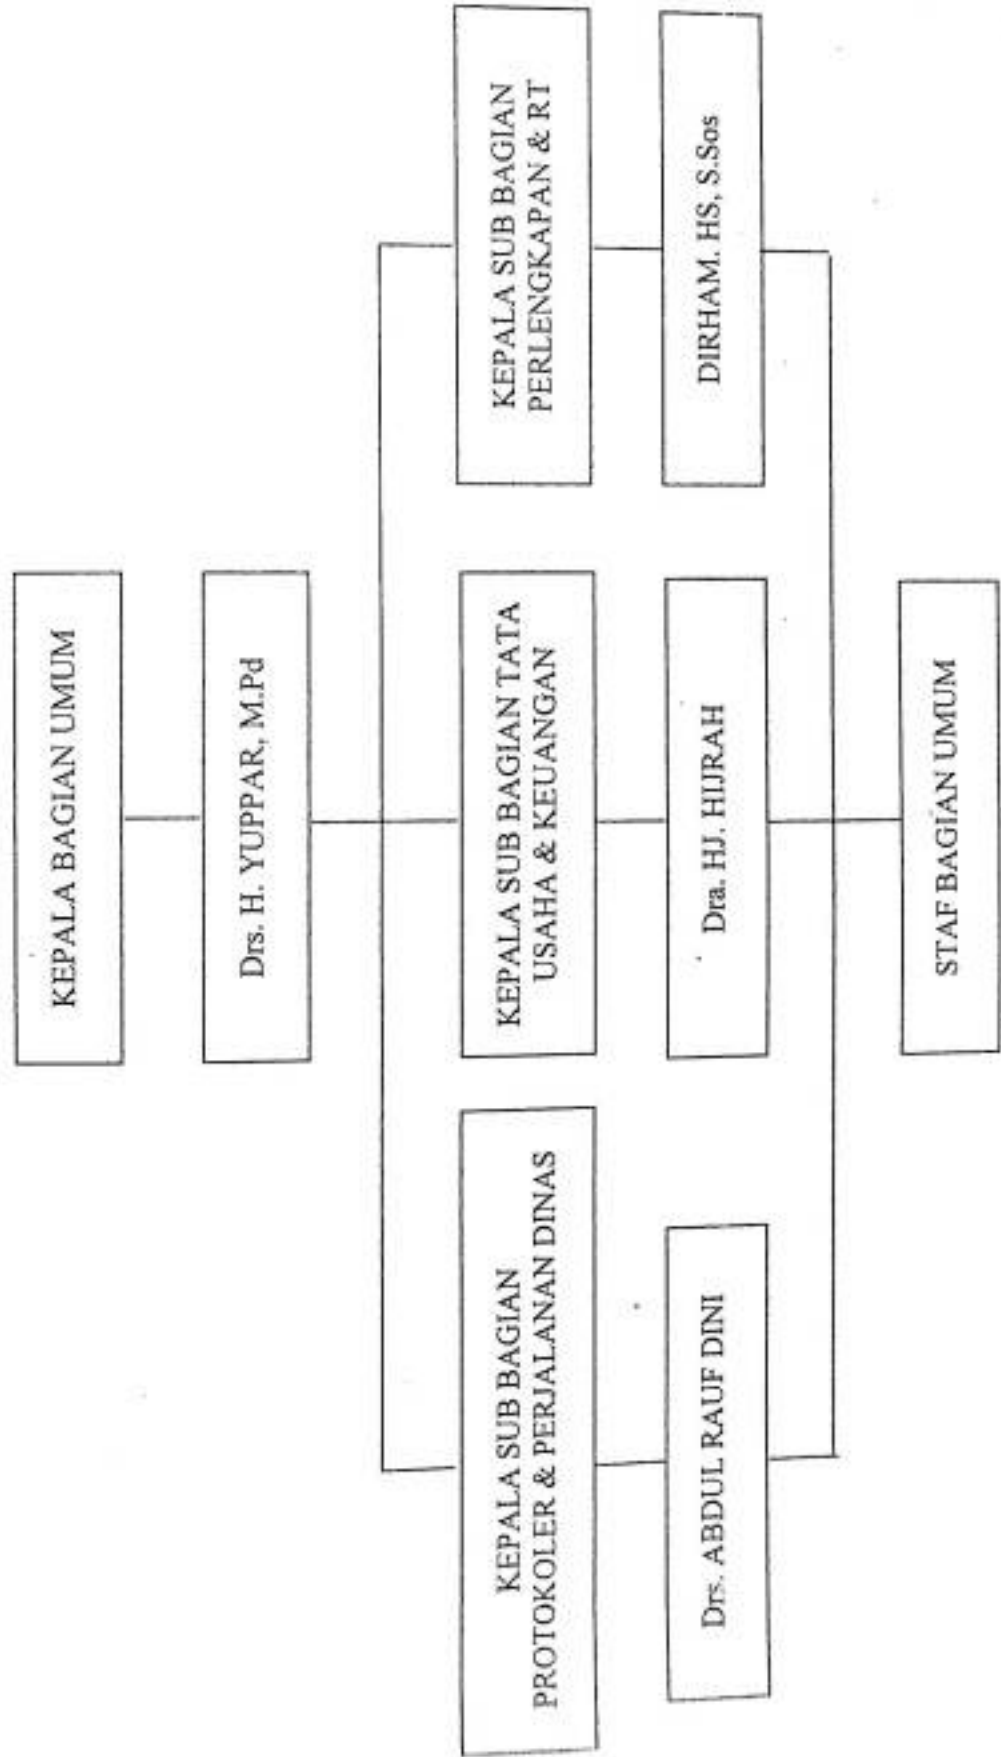 KEPALA BAGIAN UMUM
Drs. H. YUPPAR, M.Pd
KEPALA SUB BAGIAN
PROTOKOLER & PERJALANAN DINAS
Drs. ABDUL RAUF DINI
KEPALA SUB BAGIAN TATA
USAHA & KEUANGAN
Dra. HJ. HIJRAH
KEPALA SUB BAGIAN
PERLENGKAPAN & RT
DIRHAM. HS, S.Sos
STAF BAGIAN UMUM